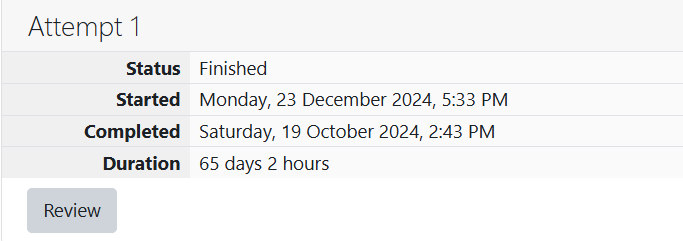 Attempt 1
Status Finished
Started Monday, 23 December 2024, 5:33 PM
Completed Saturday, 19 October 2024, 2:43 PM
Duration 65 days 2 hours
Review